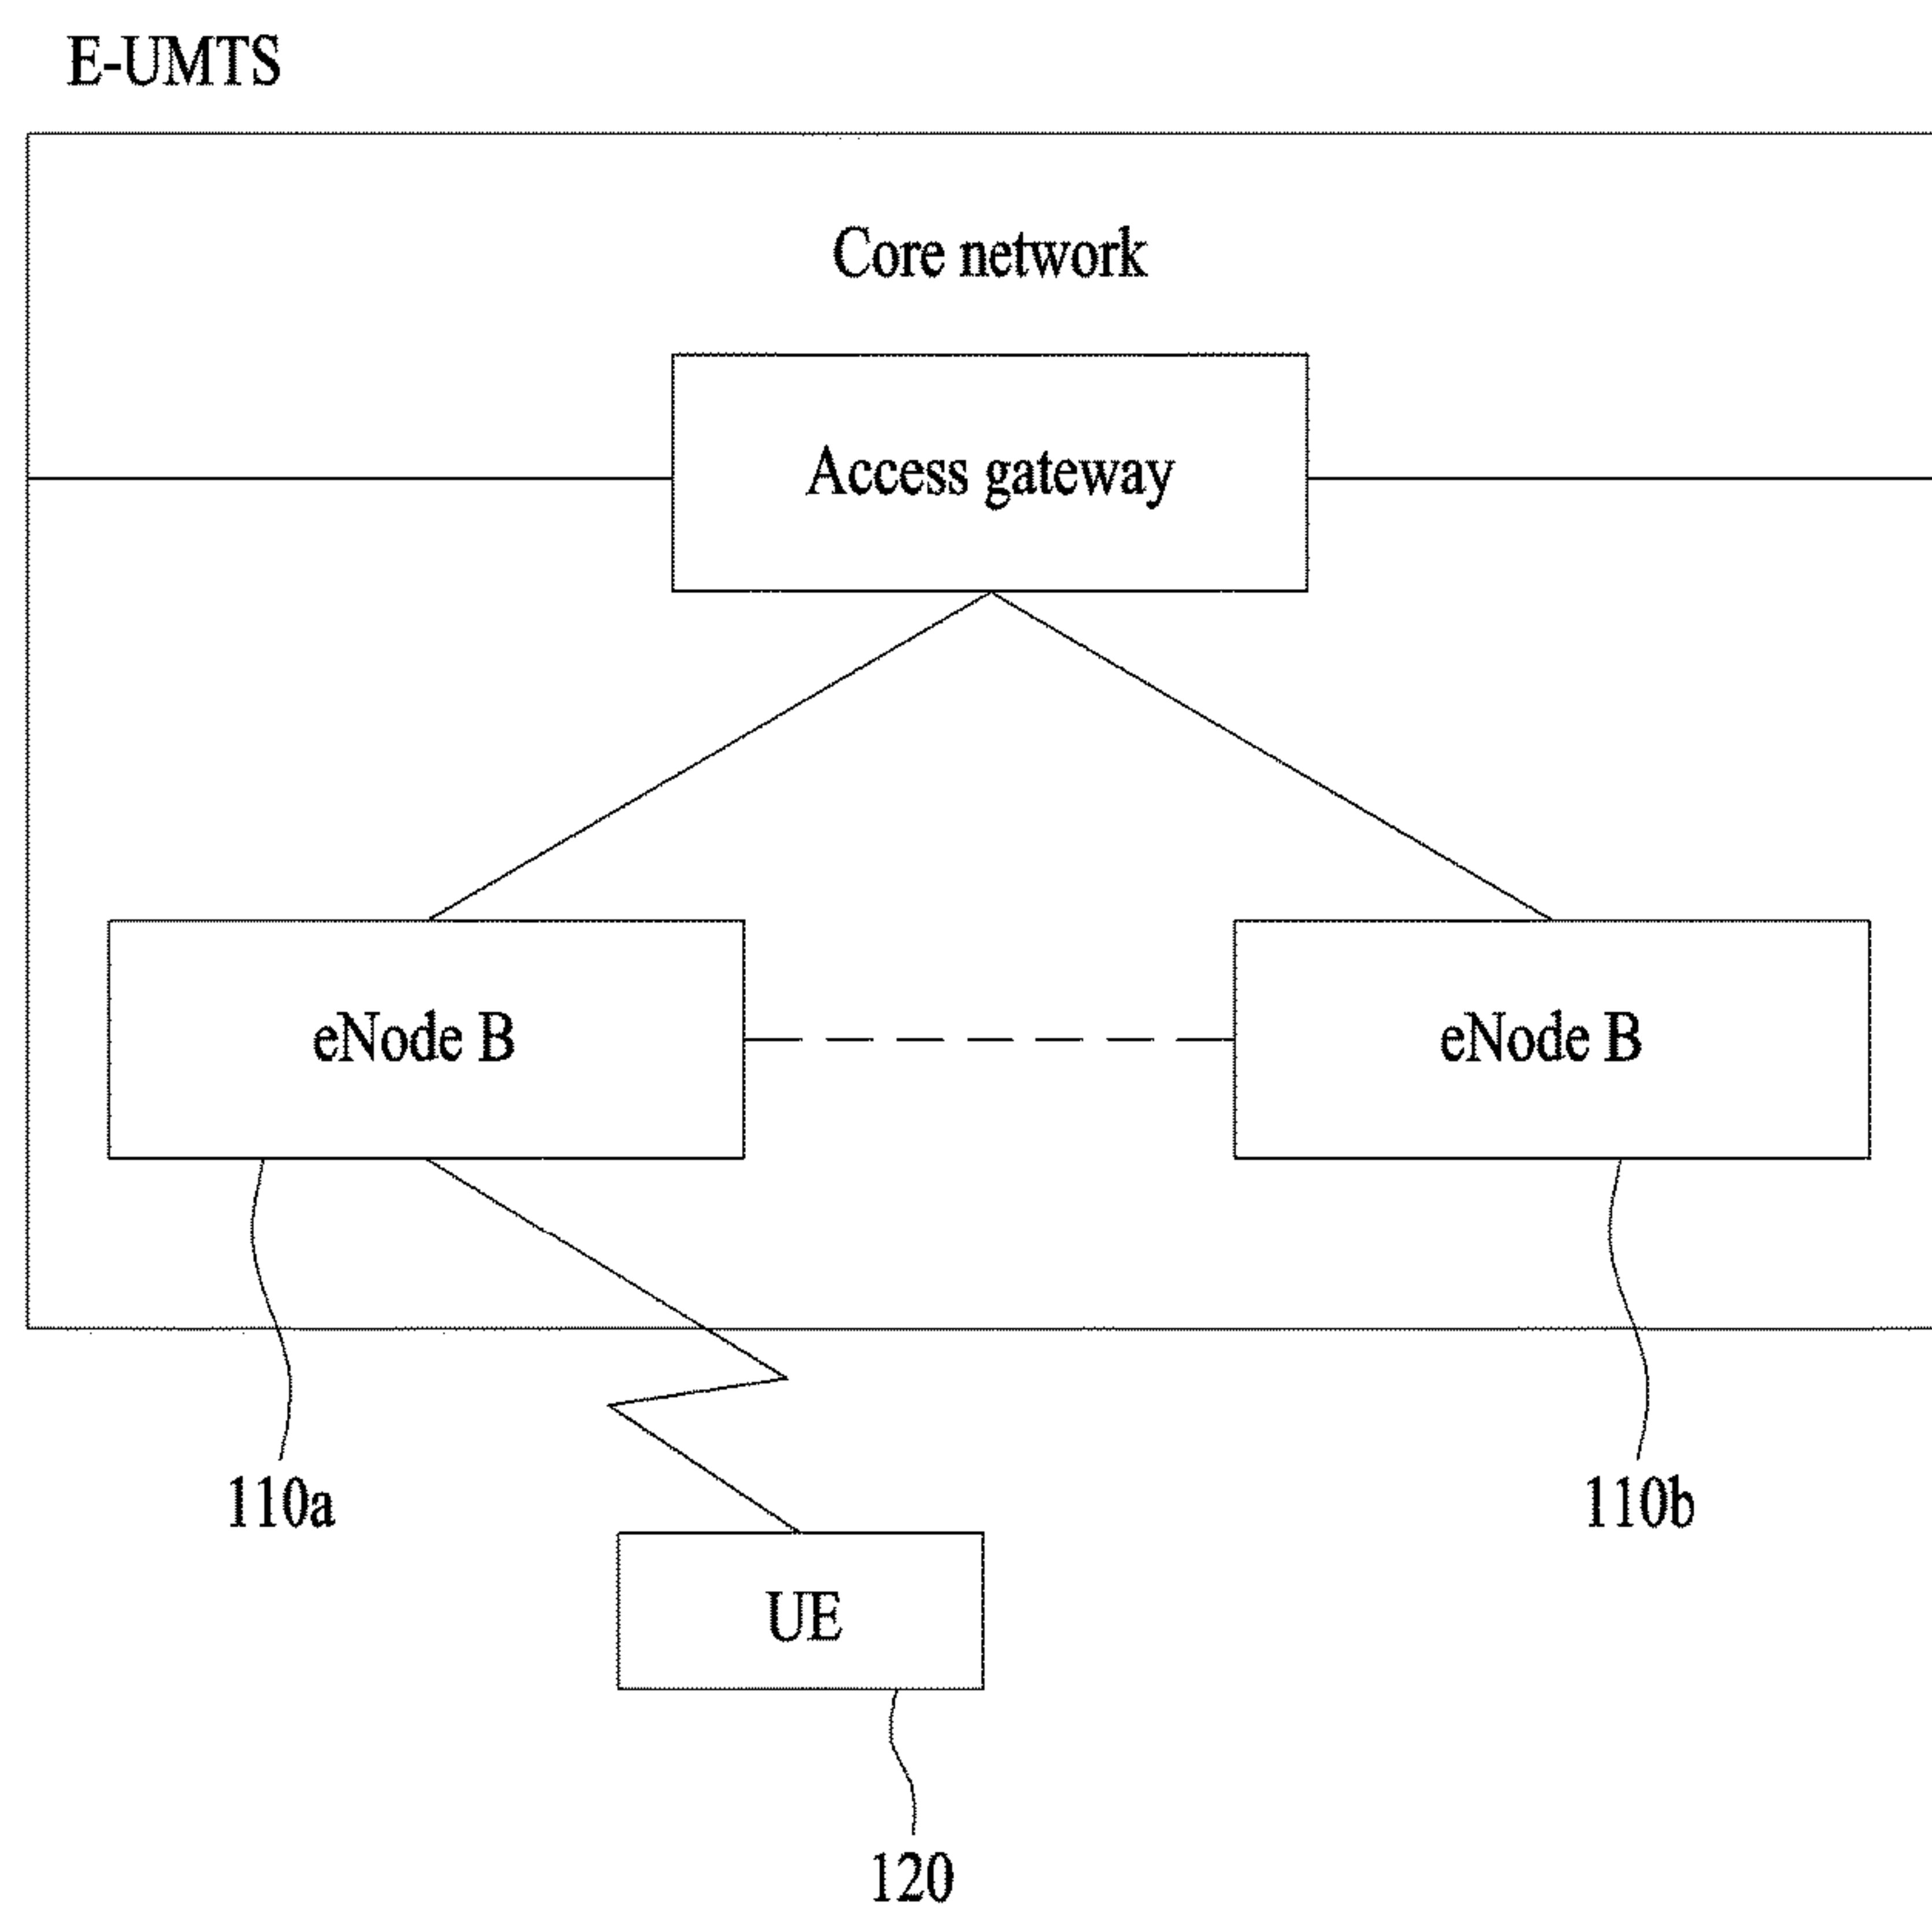 E-UMTS
Core network
Access gateway
eNode B
eNode B
110a
110b
UE
120